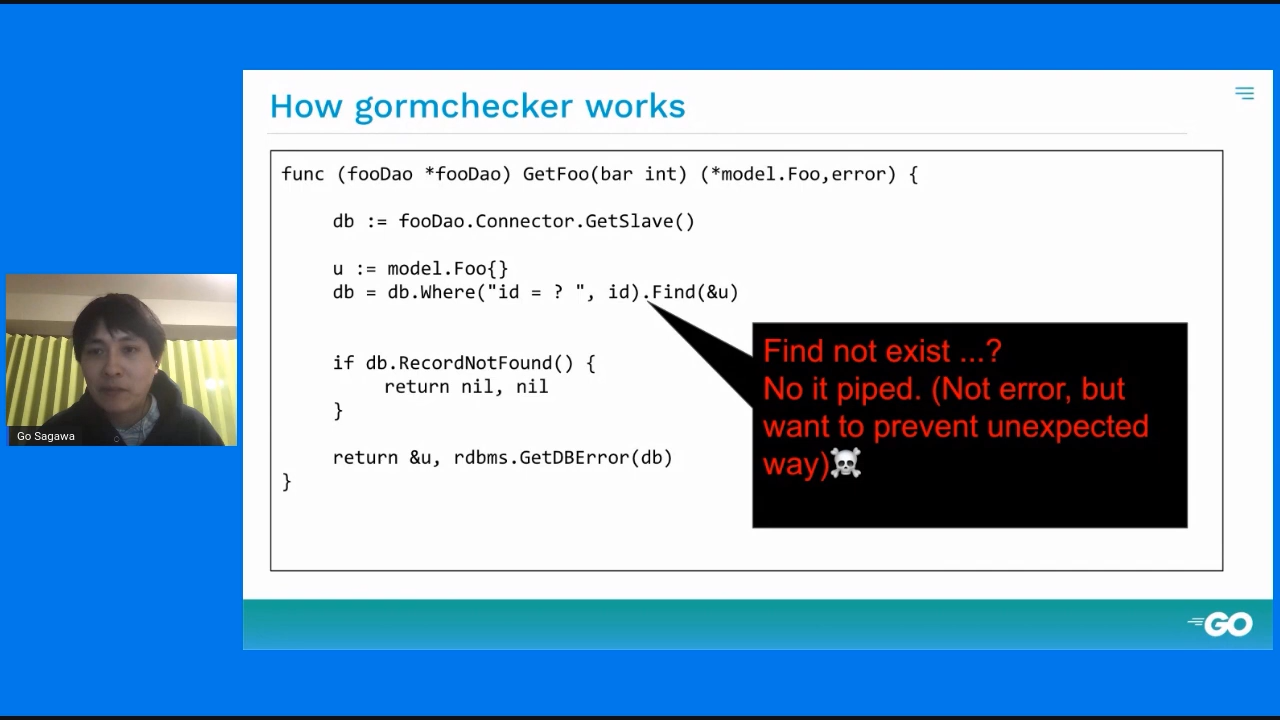 How gormchecker works
func (fooDao *fooDao) GetFoo(bar int) (*model.Foo,error) {
db := fooDao.Connector.GetSlave()
u := model.Foo{}
db = db.Where("id = ? ", id).Find(&u)
if db.RecordNotFound() {
return nil, nil
}
return &u, rdbms.GetDBError(db)
}
Find not exist ...?
No it piped. (Not error, but
want to prevent unexpected
way)☠
Go Sagawa
GO